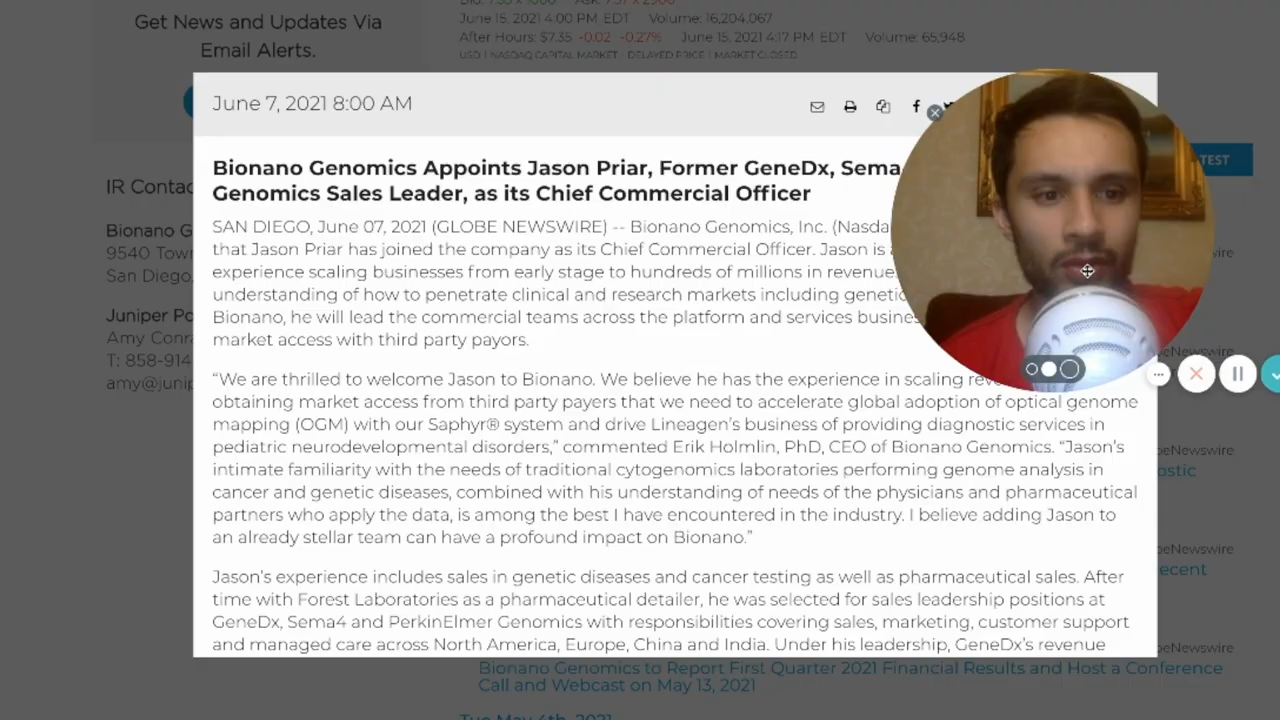 Get News and Updates Via
Email Alerts.
June 15, 2021 4:00 PM EDT Volume: 16,204,067
After Hours: $7.35 -0.02 -0.27% June 15, 2021 4:17 PM EDT Volume: 65,948
USD | NASDAQ CAPITAL MARKET | DELAYED PRICE | MARKET CLOSED
June 7, 2021 8:00 AM
TEST
IR Contac
Bionano G
9540 Town
San Diego,
Juniper Po
Amy Conra
T: 858-914
amy@junip
Bionano Genomics Appoints Jason Priar, Former GeneDx, Sema
Genomics Sales Leader, as its Chief Commercial Officer
SAN DIEGO, June 07, 2021 (GLOBE NEWSWIRE) -- Bionano Genomics, Inc. (Nasda
that Jason Priar has joined the company as its Chief Commercial Officer. Jason is
experience scaling businesses from early stage to hundreds of millions in revenue
understanding of how to penetrate clinical and research markets including genetic
Bionano, he will lead the commercial teams across the platform and services busine
market access with third party payors.
“We are thrilled to welcome Jason to Bionano. We believe he has the experience in scaling rev
obtaining market access from third party payers that we need to accelerate global adoption of optical genome
mapping (OGM) with our Saphyr® system and drive Lineagen’s business of providing diagnostic services in
pediatric neurodevelopmental disorders,” commented Erik Holmlin, PhD, CEO of Bionano Genomics. “Jason’s
intimate familiarity with the needs of traditional cytogenomics laboratories performing genome analysis in
cancer and genetic diseases, combined with his understanding of needs of the physicians and pharmaceutical
partners who apply the data, is among the best I have encountered in the industry. I believe adding Jason to
an already stellar team can have a profound impact on Bionano.”
Jason’s experience includes sales in genetic diseases and cancer testing as well as pharmaceutical sales. After
time with Forest Laboratories as a pharmaceutical detailer, he was selected for sales leadership positions at
GeneDx, Sema4 and PerkinElmer Genomics with responsibilities covering sales, marketing, customer support
and managed care across North America, Europe, China and India. Under his leadership, GeneDx’s revenue
wire
eNewswire
eNewswire
ostic
eNewswire
ecent
eNewswire
Bionano Genomics to Report First Quarter 2021 Financial Results and Host a Conference
Call and Webcast on May 13, 2021